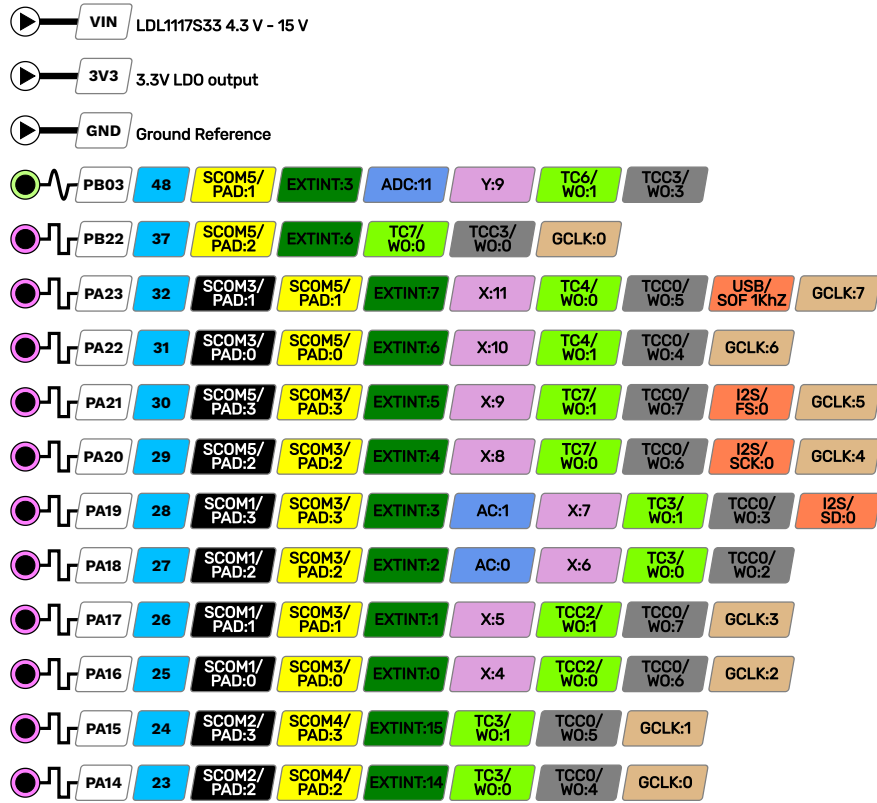 VIN LDL1117S33 4.3 V - 15 V
3V3 3.3V LDO output
GND Ground Reference
PB03 48 SCOM5/ PAD:1 EXTINT:3 ADC:11 Y:9 TC6/ WO:1 TCC3/ WO:3
PB22 37 SCOM5/ PAD:2 EXTINT:6 TC7/ WO:0 TCC3/ WO:0 GCLK:0
PA23 32 SCOM3/ PAD:1 SCOM5/ PAD:1 EXTINT:7 X:11 TC4/ WO:0 TCC0/ WO:5 USB/ SOF 1KhZ GCLK:7
PA22 31 SCOM3/ PAD:0 SCOM5/ PAD:0 EXTINT:6 X:10 TC4/ WO:1 TCC0/ WO:4 GCLK:6
PA21 30 SCOM5/ PAD:3 SCOM3/ PAD:3 EXTINT:5 X:9 TC7/ WO:1 TCC0/ WO:7 I2S/ FS:0 GCLK:5
PA20 29 SCOM5/ PAD:2 SCOM3/ PAD:2 EXTINT:4 X:8 TC7/ WO:0 TCC0/ WO:6 I2S/ SCK:0 GCLK:4
PA19 28 SCOM1/ PAD:3 SCOM3/ PAD:3 EXTINT:3 AC:1 X:7 TC3/ WO:1 TCC0/ WO:3 I2S/ SD:0
PA18 27 SCOM1/ PAD:2 SCOM3/ PAD:2 EXTINT:2 AC:0 X:6 TC3/ WO:0 TCC0/ WO:2
PA17 26 SCOM1/ PAD:1 SCOM3/ PAD:1 EXTINT:1 X:5 TCC2/ WO:1 TCC0/ WO:7 GCLK:3
PA16 25 SCOM1/ PAD:0 SCOM3/ PAD:0 EXTINT:0 X:4 TCC2/ WO:0 TCC0/ WO:6 GCLK:2
PA15 24 SCOM2/ PAD:3 SCOM4/ PAD:3 EXTINT:15 TC3/ WO:1 TCC0/ WO:5 GCLK:1
PA14 23 SCOM2/ PAD:2 SCOM4/ PAD:2 EXTINT:14 TC3/ WO:0 TCC0/ WO:4 GCLK:0